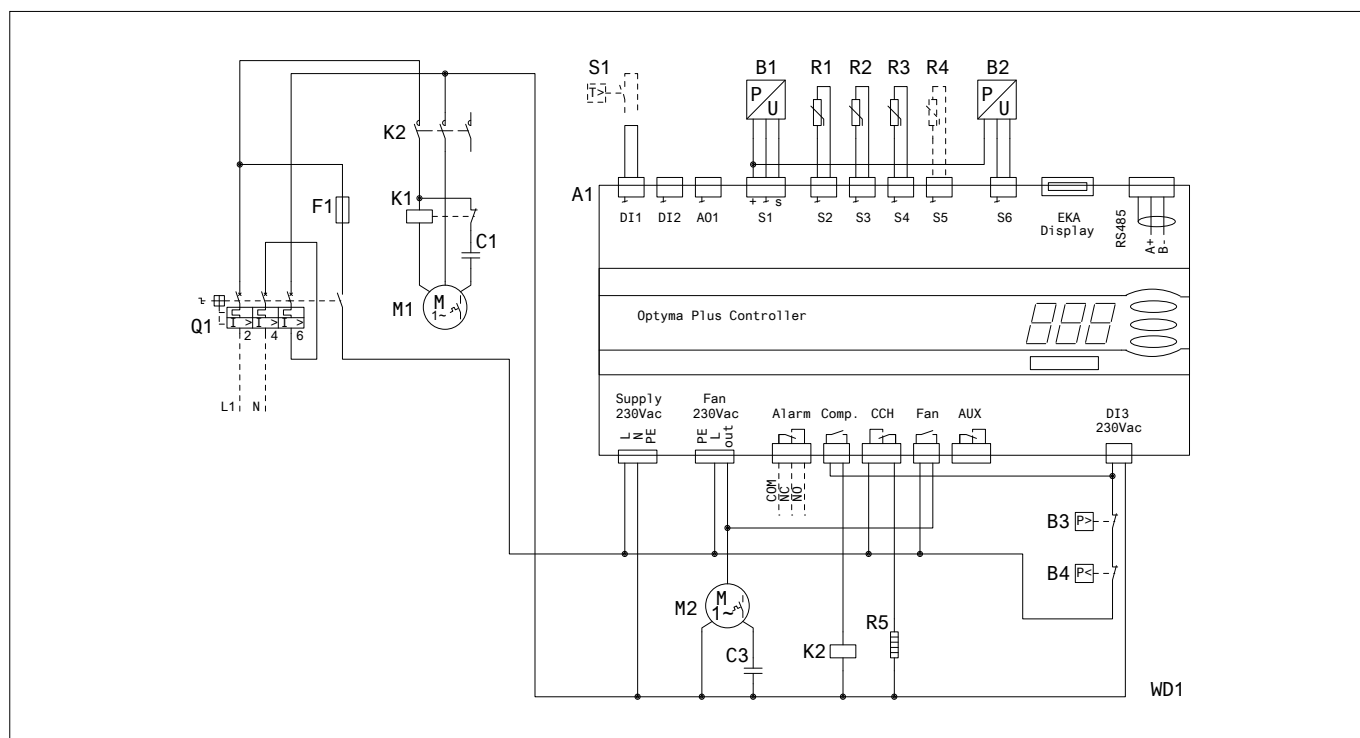 S1
B1
R1
R2
R3
R4
B2
T>
P
U
P
U
K2
K1
F1
C1
A1
DI1
DI2
AO1
+
-
s
S1
S2
S3
S4
S5
S6
EKA
Display
RS485
A+
B-
M1
M
1~
Q1
I >
I >
I >
2
4
6
L1
N
Optyma Plus Controller
Supply
230Vac
L
N
PE
Fan
230Vac
PE
L
out
Alarm
Comp.
CCH
Fan
AUX
DI3
230Vac
COM
NC
NO
B3
P>
B4
P<
M2
M
1~
C3
K2
R5
WD1